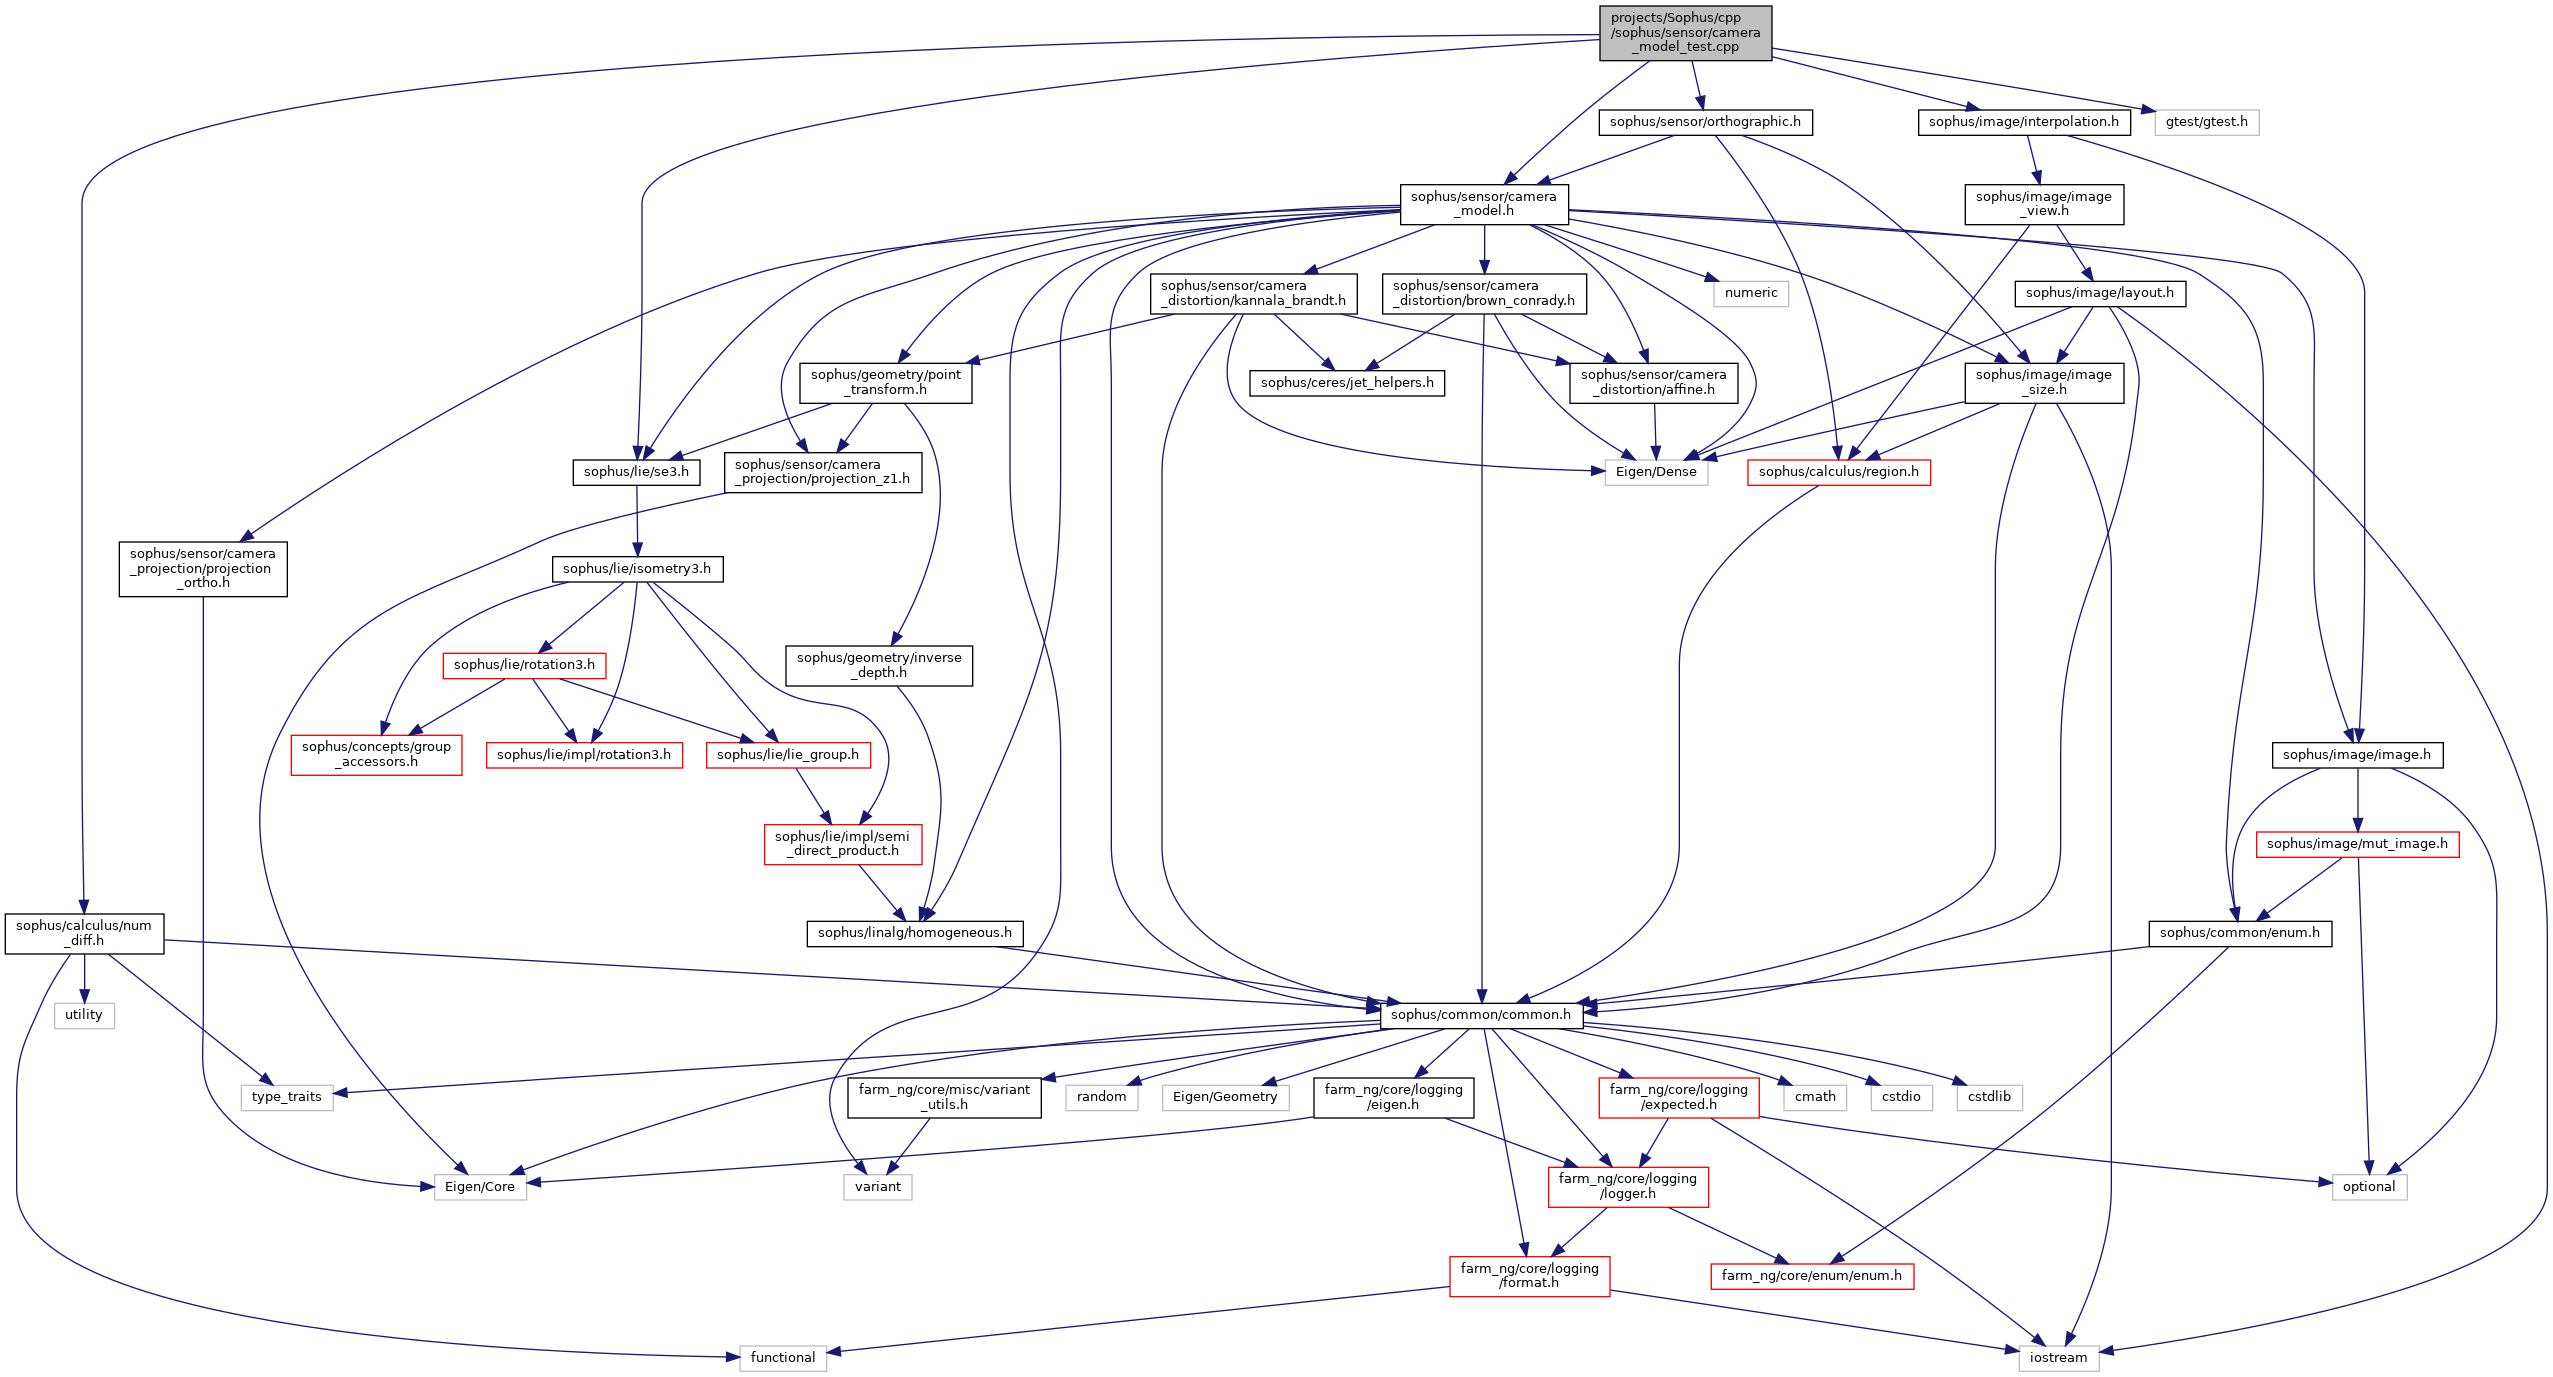 projects/Sophus/cpp
/sophus/sensor/camera
_model_test.cpp
sophus/sensor/orthographic.h
sophus/image/interpolation.h
gtest/gtest.h
sophus/sensor/camera
_model.h
sophus/image/image
_view.h
sophus/sensor/camera
_distortion/kannala_brandt.h
sophus/sensor/camera
_distortion/brown_conrady.h
numeric
sophus/image/layout.h
sophus/geometry/point
_transform.h
sophus/ceres/jet_helpers.h
sophus/sensor/camera
_distortion/affine.h
sophus/image/image
_size.h
sophus/lie/se3.h
sophus/sensor/camera
_projection/projection_z1.h
Eigen/Dense
sophus/calculus/region.h
sophus/sensor/camera
_projection/projection
_ortho.h
sophus/lie/isometry3.h
sophus/lie/rotation3.h
sophus/geometry/inverse
_depth.h
sophus/concepts/group
_accessors.h
sophus/lie/impl/rotation3.h
sophus/lie/lie_group.h
sophus/image/image.h
sophus/lie/impl/semi
_direct_product.h
sophus/image/mut_image.h
sophus/calculus/num
_diff.h
sophus/linalg/homogeneous.h
sophus/common/enum.h
utility
sophus/common/common.h
type_traits
farm_ng/core/misc/variant
_utils.h
random
Eigen/Geometry
farm_ng/core/logging
/eigen.h
farm_ng/core/logging
/expected.h
cmath
cstdio
cstdlib
Eigen/Core
variant
farm_ng/core/logging
/logger.h
optional
farm_ng/core/logging
/format.h
farm_ng/core/enum/enum.h
functional
iostream